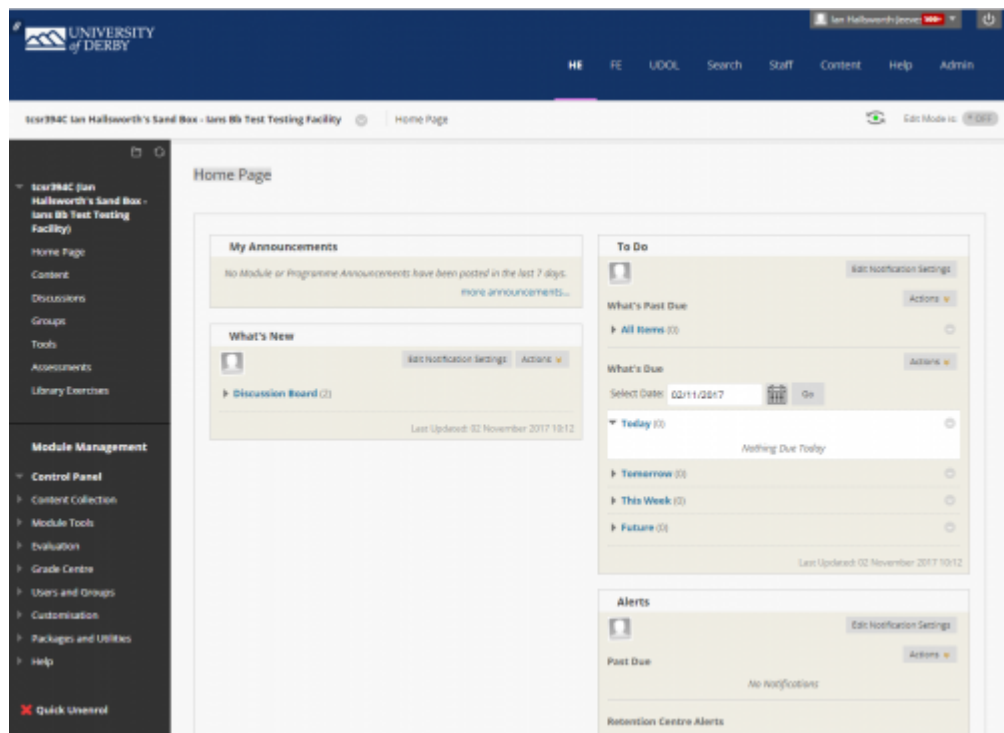 UNIVERSITY
of DERBY
100+
HE FE UDOL Search Staff Content Help Admin
tcsr394C Ian Hallsworth's Sand Box - Ians Bb Test Testing Facility Home Page
Edit Mode is: OFF
tcsr394C (Ian
Hallsworth's Sand Box -
Ians Bb Test Testing
Facility)
Home Page
Content
Discussions
Groups
Tools
Assessments
Library Exercises
Module Management
Control Panel
Content Collection
Module Tools
Evaluation
Grade Centre
Users and Groups
Customisation
Packages and Utilities
Help
Quick Unenrol
Home Page
My Announcements
No Module or Programme Announcements have been posted in the last 7 days.
more announcements...
What's New
Edit Notification Settings Actions
Discussion Board (2)
Last Updated: 02 November 2017 10:12
To Do
Edit Notification Settings
Actions
What's Past Due
All Items (0)
Actions
What's Due
Select Date: 02/11/2017 Go
Today (0)
Nothing Due Today
Tomorrow (0)
This Week (0)
Future (0)
Last Updated: 02 November 2017 10:12
Alerts
Edit Notification Settings
Actions
Past Due
No Notifications
Retention Centre Alerts